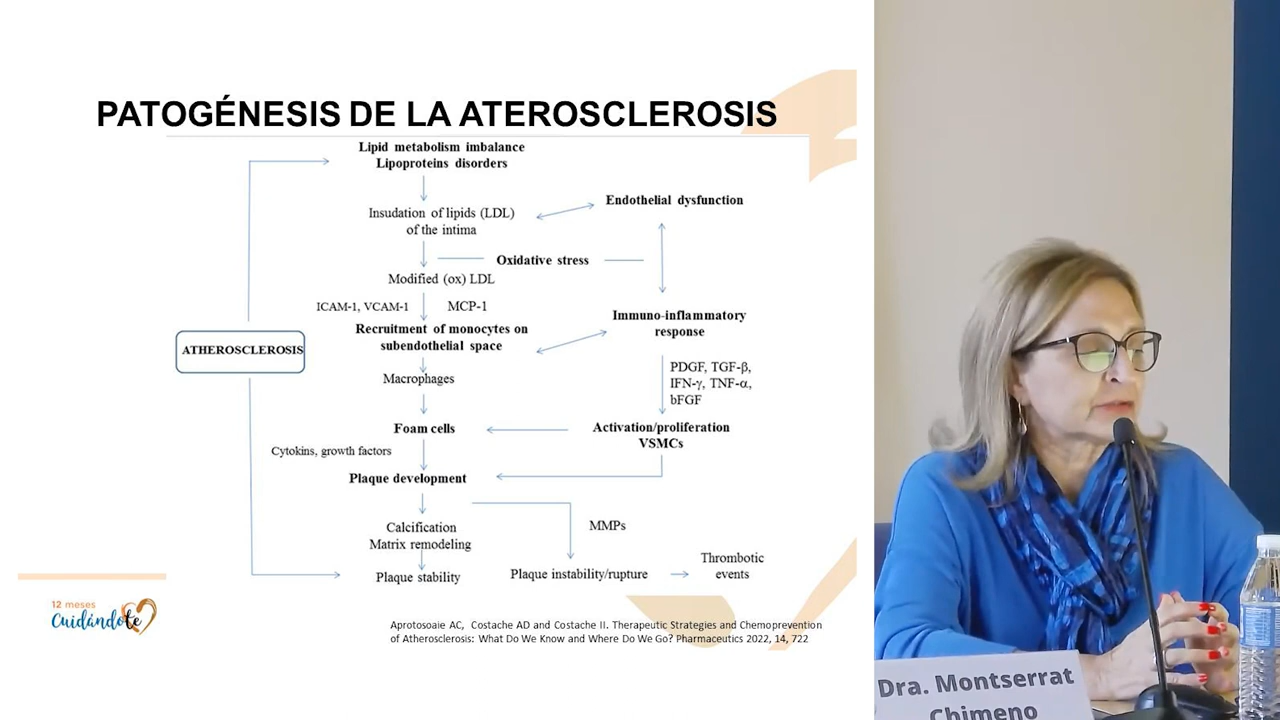 PATOGÉNESIS DE LA ATEROSCLEROSIS
Lipid metabolism imbalance
Lipoproteins disorders
Insudation of lipids (LDL)
of the intima
Endothelial dysfunction
Oxidative stress
Modified (ox) LDL
ICAM-1, VCAM-1
MCP-1
Recruitment of monocytes on
subendothelial space
Immuno-inflammatory
response
ATHEROSCLEROSIS
Macrophages
PDGF, TGF-β,
IFN-γ, TNF-α,
bFGF
Foam cells
Activation/proliferation
VSMCs
Cytokins, growth factors
Plaque development
Calcification
Matrix remodeling
MMPs
Plaque stability
Plaque instability/rupture
Thrombotic
events
12 meses
Cuidándote
Aprotosoaie AC, Costache AD and Costache II. Therapeutic Strategies and Chemoprevention
of Atherosclerosis: What Do We Know and Where Do We Go? Pharmaceutics 2022, 14, 722
Dra. Montserrat
Chimeno